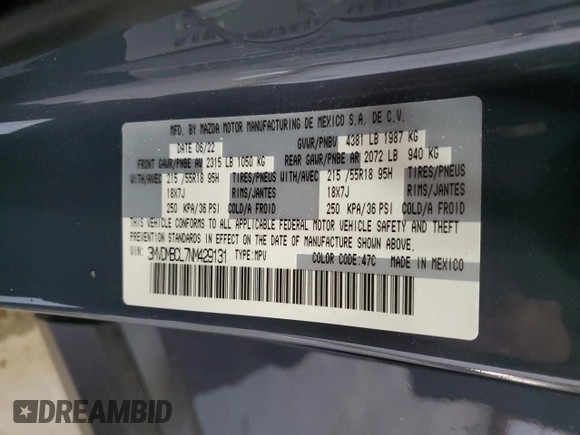 MFD. BY MAZDA MOTOR MANUFACTURING DE MEXICO S.A. DE C.V.
DATE 06/22 GVWR/PNBV 4381 LB 1987 KG
FRONT GAWR/PNBE AV 2315 LB 1050 KG REAR GAWR/PNBE AR 2072 LB 940 KG
WITH/AVEC 215 /55R18 95H TIRES/PNEUS WITH/AVEC 215 /55R18 95H TIRES/PNEUS
18X7J RIMS/JANTES 18X7J RIMS/JANTES
250 KPA/36 PSI COLD/A FROID 250 KPA/36 PSI COLD/A FROID
THIS VEHICLE CONFORMS TO ALL APPLICABLE FEDERAL MOTOR VEHICLE SAFETY AND THEFT
PREVENTION STANDARDS IN EFFECT ON THE DATE OF MANUFACTURE SHOWN ABOVE.
VIN: 3MVDMBCL7NM429131 TYPE:MPV COLOR CODE:47C MADE IN MEXICO
DREAMBID